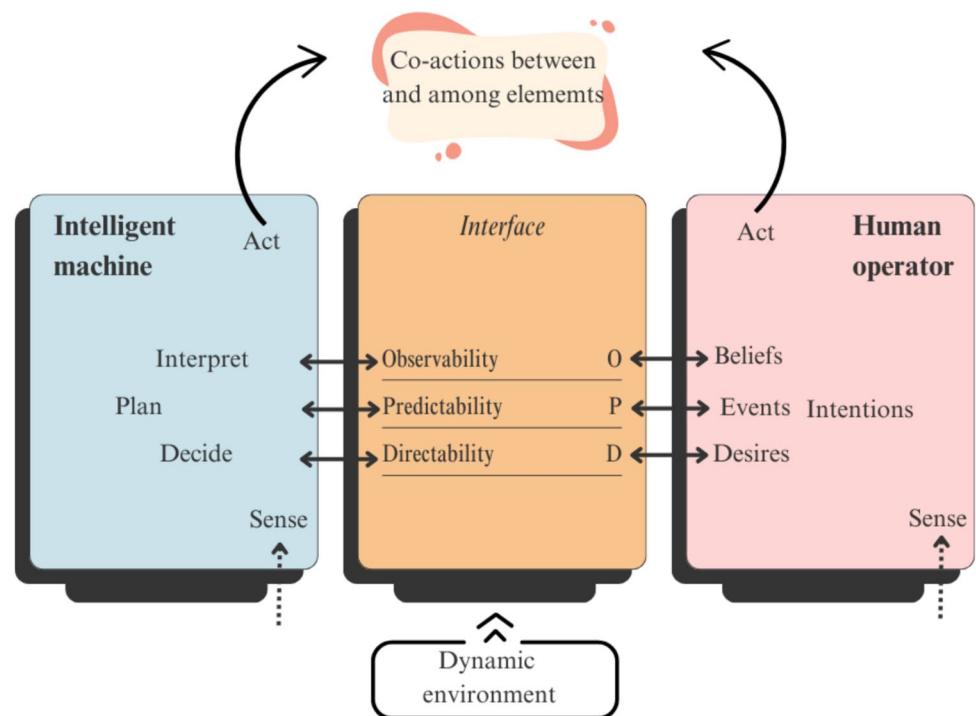 Co-actions between
and among elememts
Intelligent
machine
Act
Interpret
Plan
Decide
Sense
Interface
Observability O
Predictability P
Directability D
Act
Human
operator
Beliefs
Events Intentions
Desires
Sense
Dynamic
environment